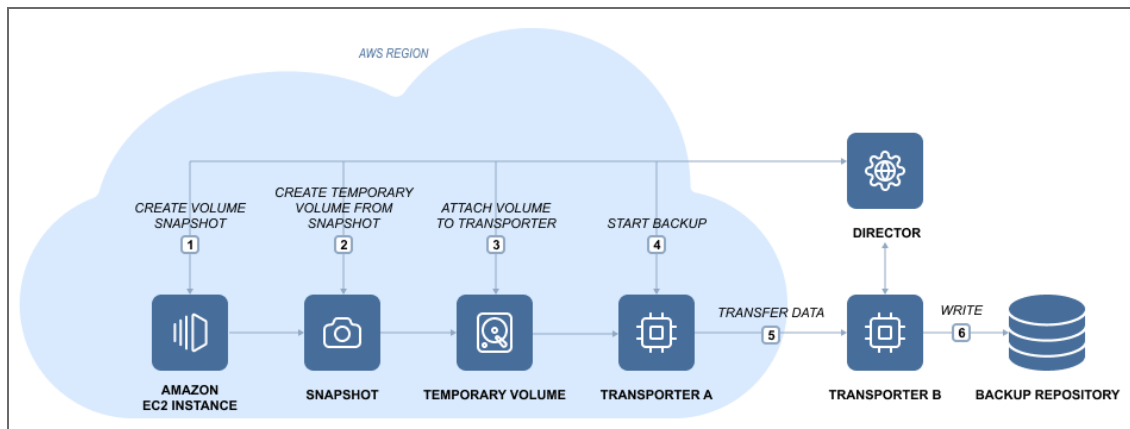 AWS REGION
CREATE VOLUME
SNAPSHOT
1
CREATE TEMPORARY
VOLUME FROM
SNAPSHOT
2
ATTACH VOLUME
TO TRANSPORTER
3
START BACKUP
4
DIRECTOR
TRANSFER DATA
5
WRITE
6
AMAZON
EC2 INSTANCE
SNAPSHOT
TEMPORARY VOLUME
TRANSPORTER A
TRANSPORTER B
BACKUP REPOSITORY